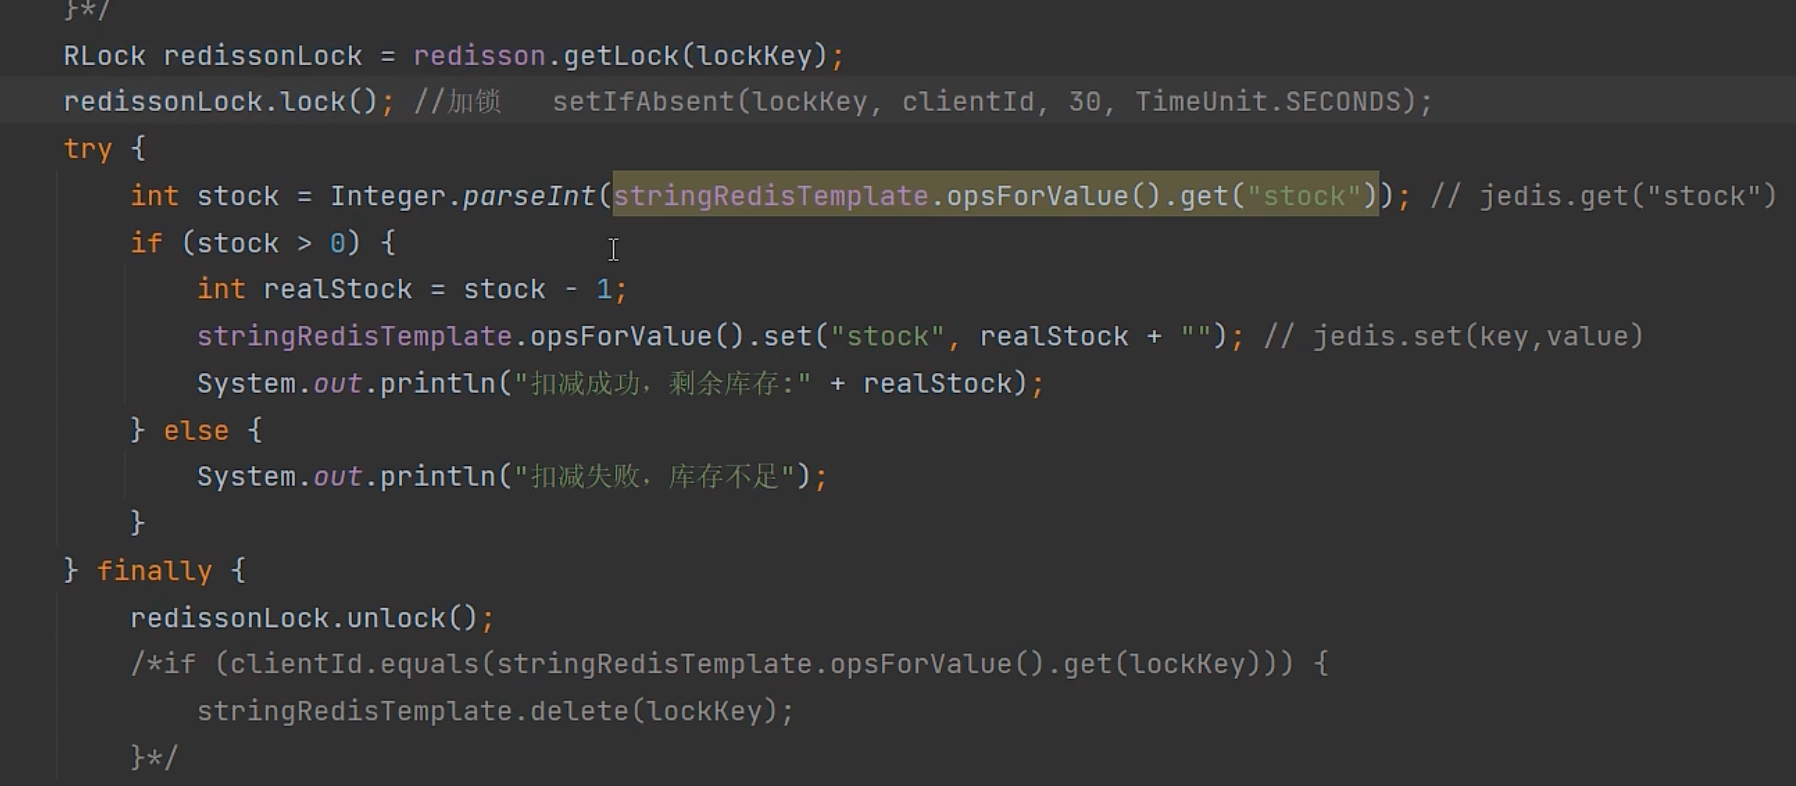 }*/
RLock redissonLock = redisson.getLock(lockKey);
redissonLock.lock(); //加锁   setIfAbsent(lockKey, clientId, 30, TimeUnit.SECONDS);
try {
    int stock = Integer.parseInt(stringRedisTemplate.opsForValue().get("stock")); // jedis.get("stock")
    if (stock > 0) {
        int realStock = stock - 1;
        stringRedisTemplate.opsForValue().set("stock", realStock + ""); // jedis.set(key,value)
        System.out.println("扣减成功，剩余库存:" + realStock);
    } else {
        System.out.println("扣减失败，库存不足");
    }
} finally {
    redissonLock.unlock();
    /*if (clientId.equals(stringRedisTemplate.opsForValue().get(lockKey))) {
        stringRedisTemplate.delete(lockKey);
    }*/